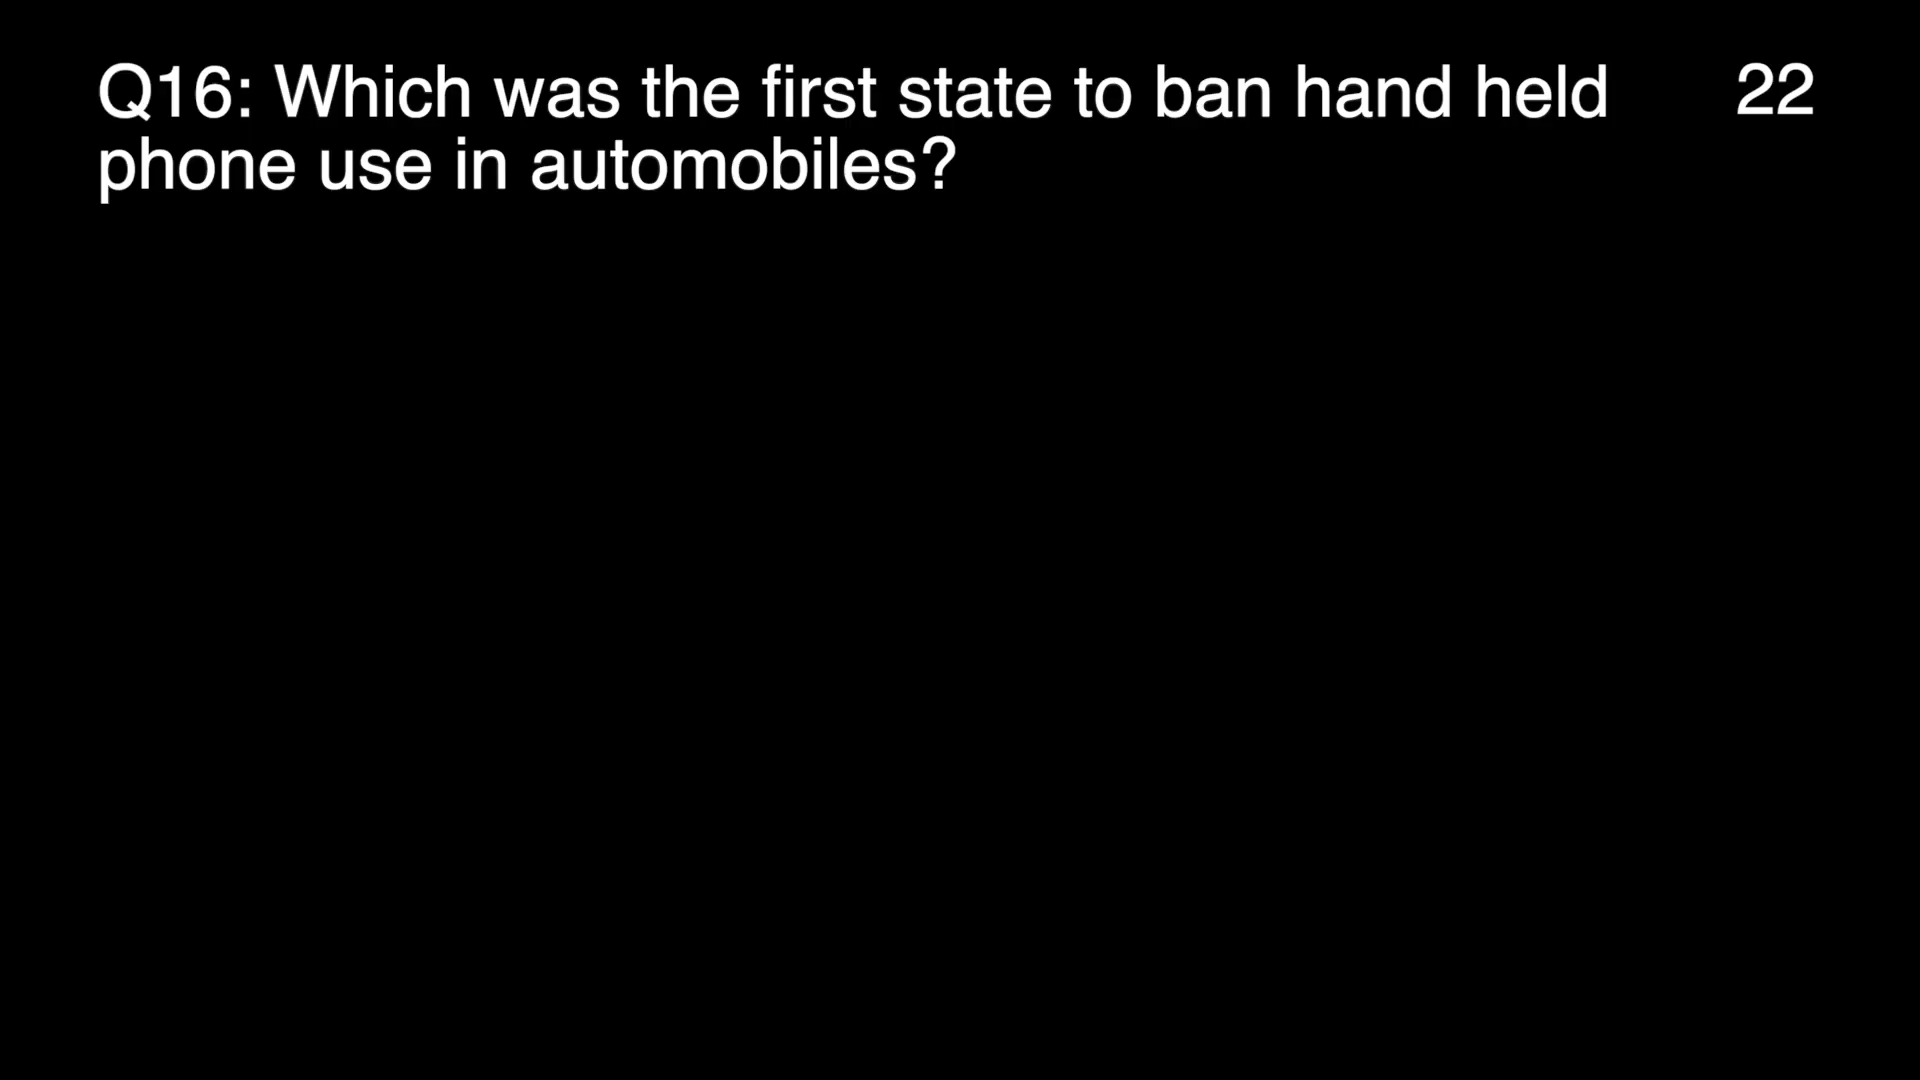 Q16: Which was the first state to ban hand held 22
phone use in automobiles?